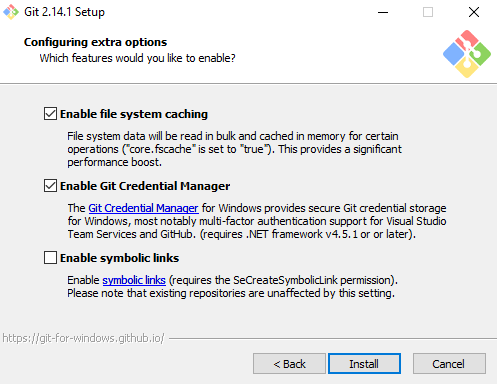 Git 2.14.1 Setup
Configuring extra options
Which features would you like to enable?
Enable file system caching
File system data will be read in bulk and cached in memory for certain
operations ("core.fscache" is set to "true"). This provides a significant
performance boost.
Enable Git Credential Manager
The Git Credential Manager for Windows provides secure Git credential storage
for Windows, most notably multi-factor authentication support for Visual Studio
Team Services and GitHub. (requires .NET framework v4.5.1 or or later).
Enable symbolic links
Enable symbolic links (requires the SeCreateSymbolicLink permission).
Please note that existing repositories are unaffected by this setting.
https://git-for-windows.github.io/
< Back
Install
Cancel